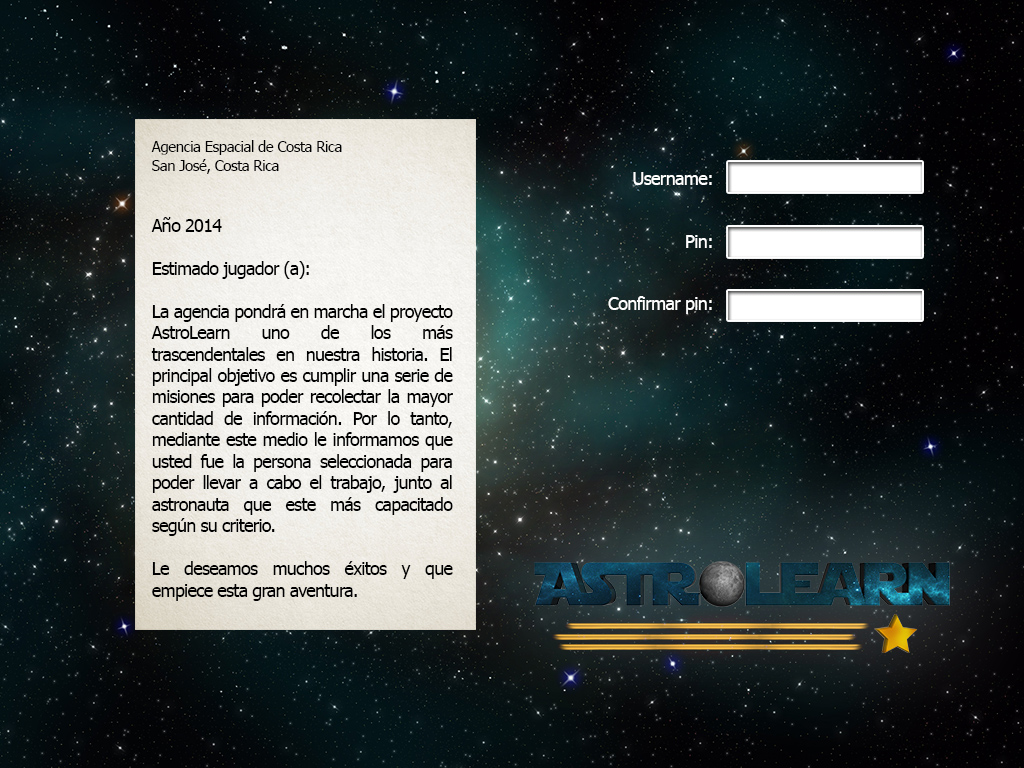 Agencia Espacial de Costa Rica
San José, Costa Rica
Año 2014
Estimado jugador (a):
La agencia pondrá en marcha el proyecto
AstroLearn uno de los más
trascendentales en nuestra historia. El
principal objetivo es cumplir una serie de
misiones para poder recolectar la mayor
cantidad de información. Por lo tanto,
mediante este medio le informamos que
usted fue la persona seleccionada para
poder llevar a cabo el trabajo, junto al
astronauta que este más capacitado
según su criterio.
Le deseamos muchos éxitos y que
empiece esta gran aventura.
Username:
Pin:
Confirmar pin:
ASTROLEARN